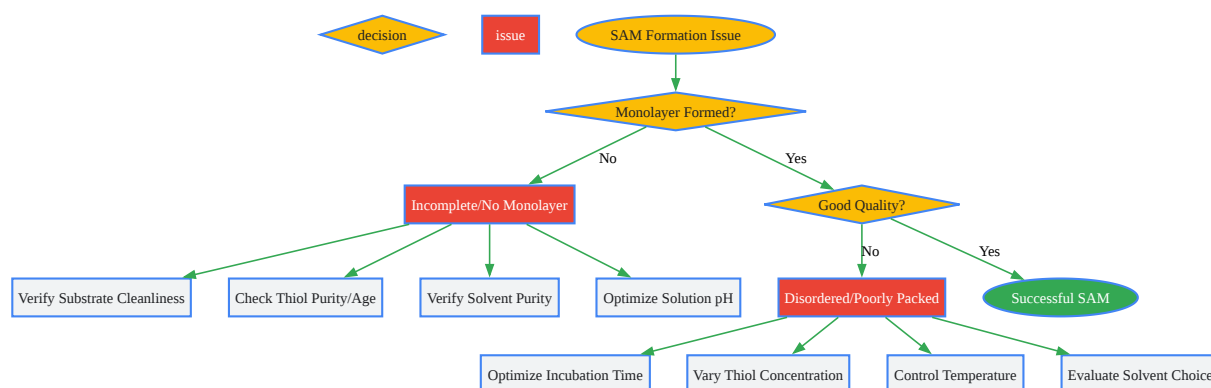 decision
issue
SAM Formation Issue
Monolayer Formed?
No
Yes
Incomplete/No Monolayer
Good Quality?
No
Yes
Verify Substrate Cleanliness
Check Thiol Purity/Age
Verify Solvent Purity
Optimize Solution pH
Disordered/Poorly Packed
Successful SAM
Optimize Incubation Time
Vary Thiol Concentration
Control Temperature
Evaluate Solvent Choice